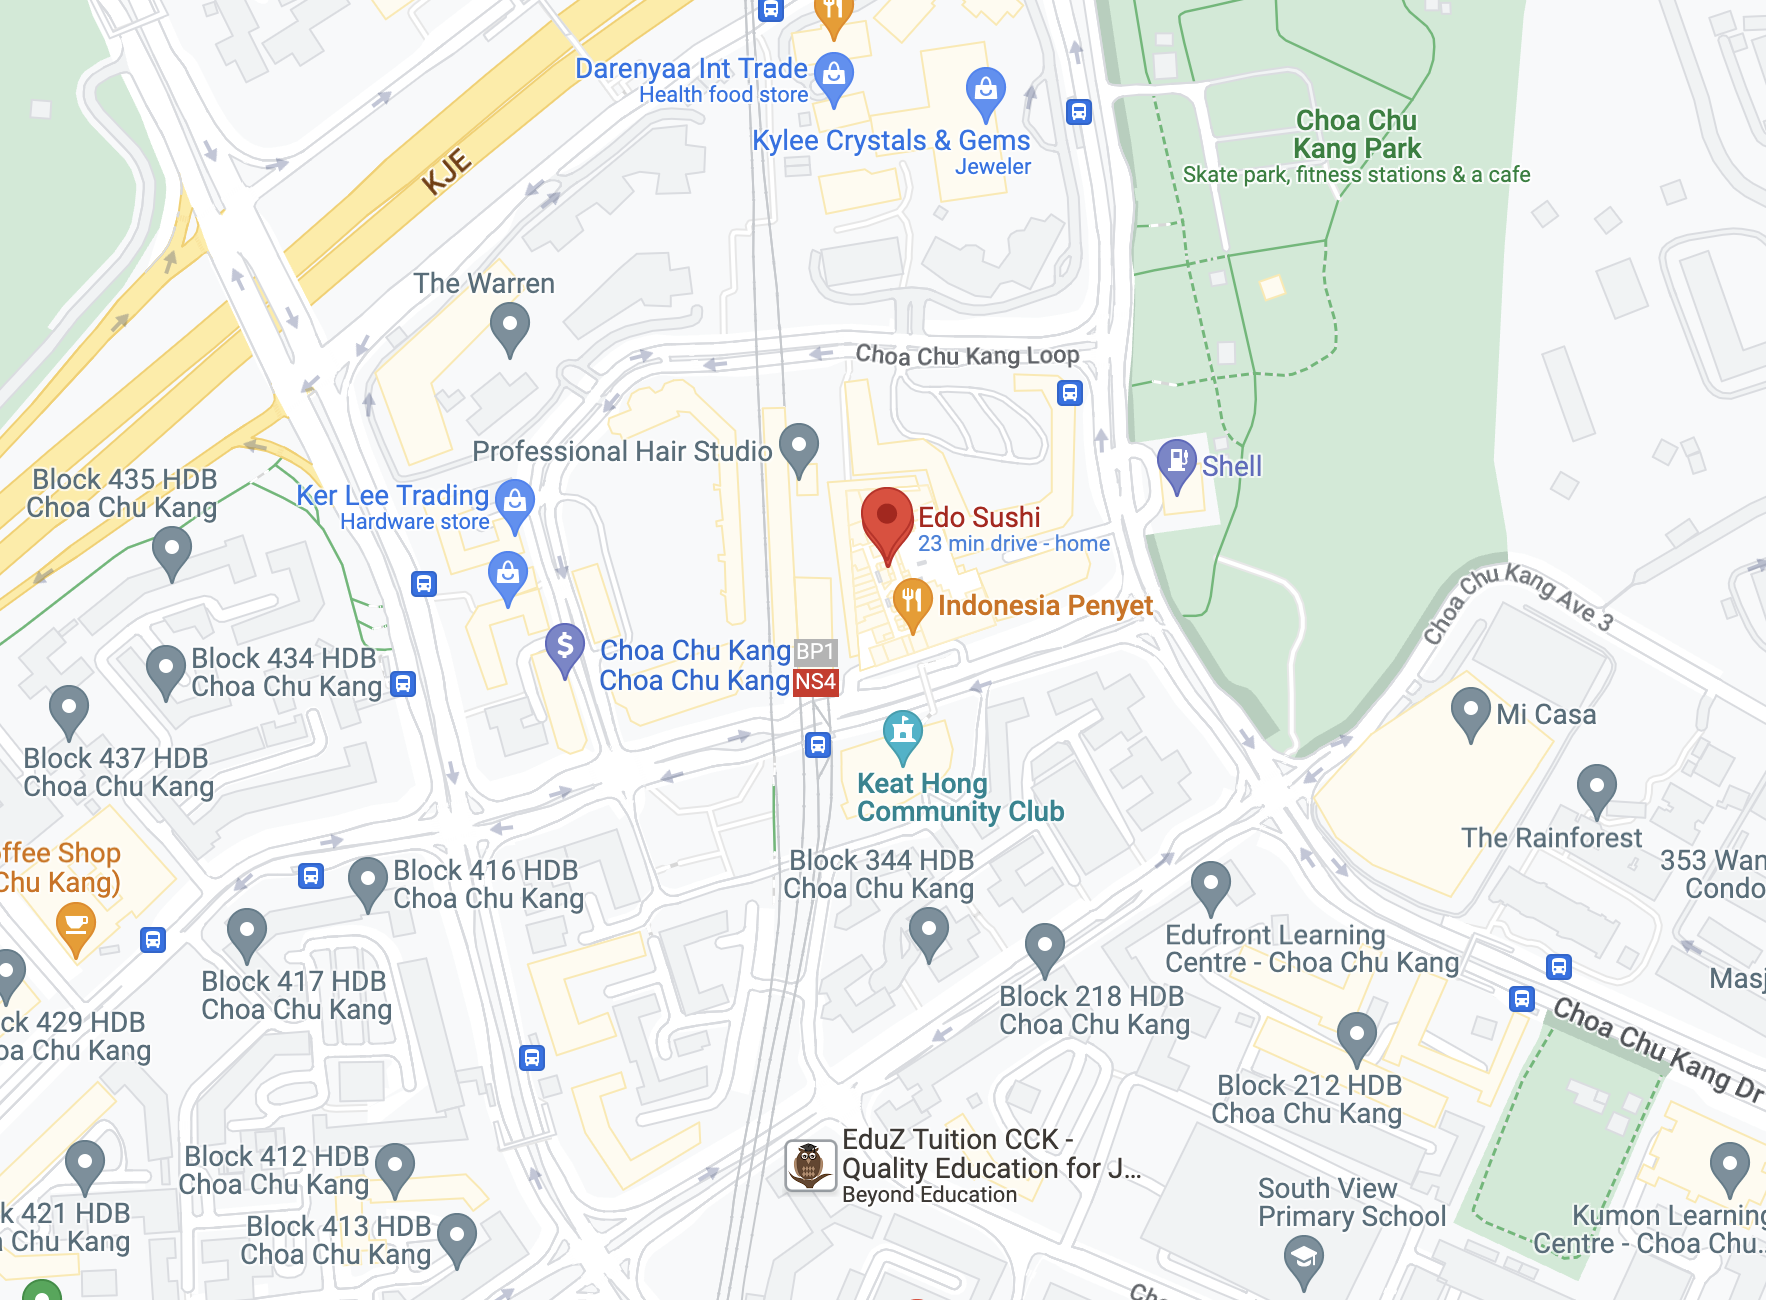 Darenyaa Int Trade
Health food store
Kylee Crystals & Gems
Jeweler
Choa Chu
Kang Park
Skate park, fitness stations & a cafe
KJE
The Warren
Choa Chu Kang Loop
Professional Hair Studio
Shell
Block 435 HDB
Choa Chu Kang
Ker Lee Trading
Hardware store
Edo Sushi
23 min drive - home
Indonesia Penyet
Choa Chu Kang Ave 3
Choa Chu Kang BP1
Choa Chu Kang NS4
Block 434 HDB
Choa Chu Kang
Block 437 HDB
Choa Chu Kang
Mi Casa
Keat Hong
Community Club
The Rainforest
ffee Shop
Chu Kang)
Block 416 HDB
Choa Chu Kang
Block 344 HDB
Choa Chu Kang
353 Wan
Condo
Edufront Learning
Centre - Choa Chu Kang
Block 417 HDB
Choa Chu Kang
Block 218 HDB
Choa Chu Kang
Masj
ck 429 HDB
oa Chu Kang
Choa Chu Kang Dr
Block 212 HDB
Choa Chu Kang
EduZ Tuition CCK -
Quality Education for J...
Beyond Education
Block 412 HDB
Choa Chu Kang
k 421 HDB
a Chu Kang
Block 413 HDB
Choa Chu Kang
South View
Primary School
Kumon Learning
Centre - Choa Chu...
Cho